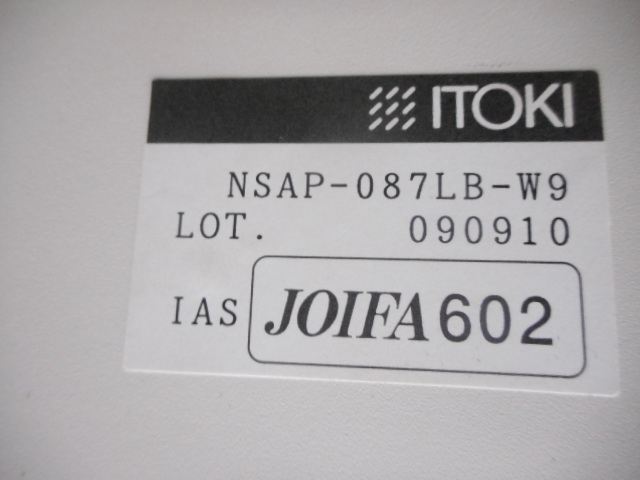 ITOKI
NSAP-087LB-W9
LOT. 090910
IAS JOIFA602